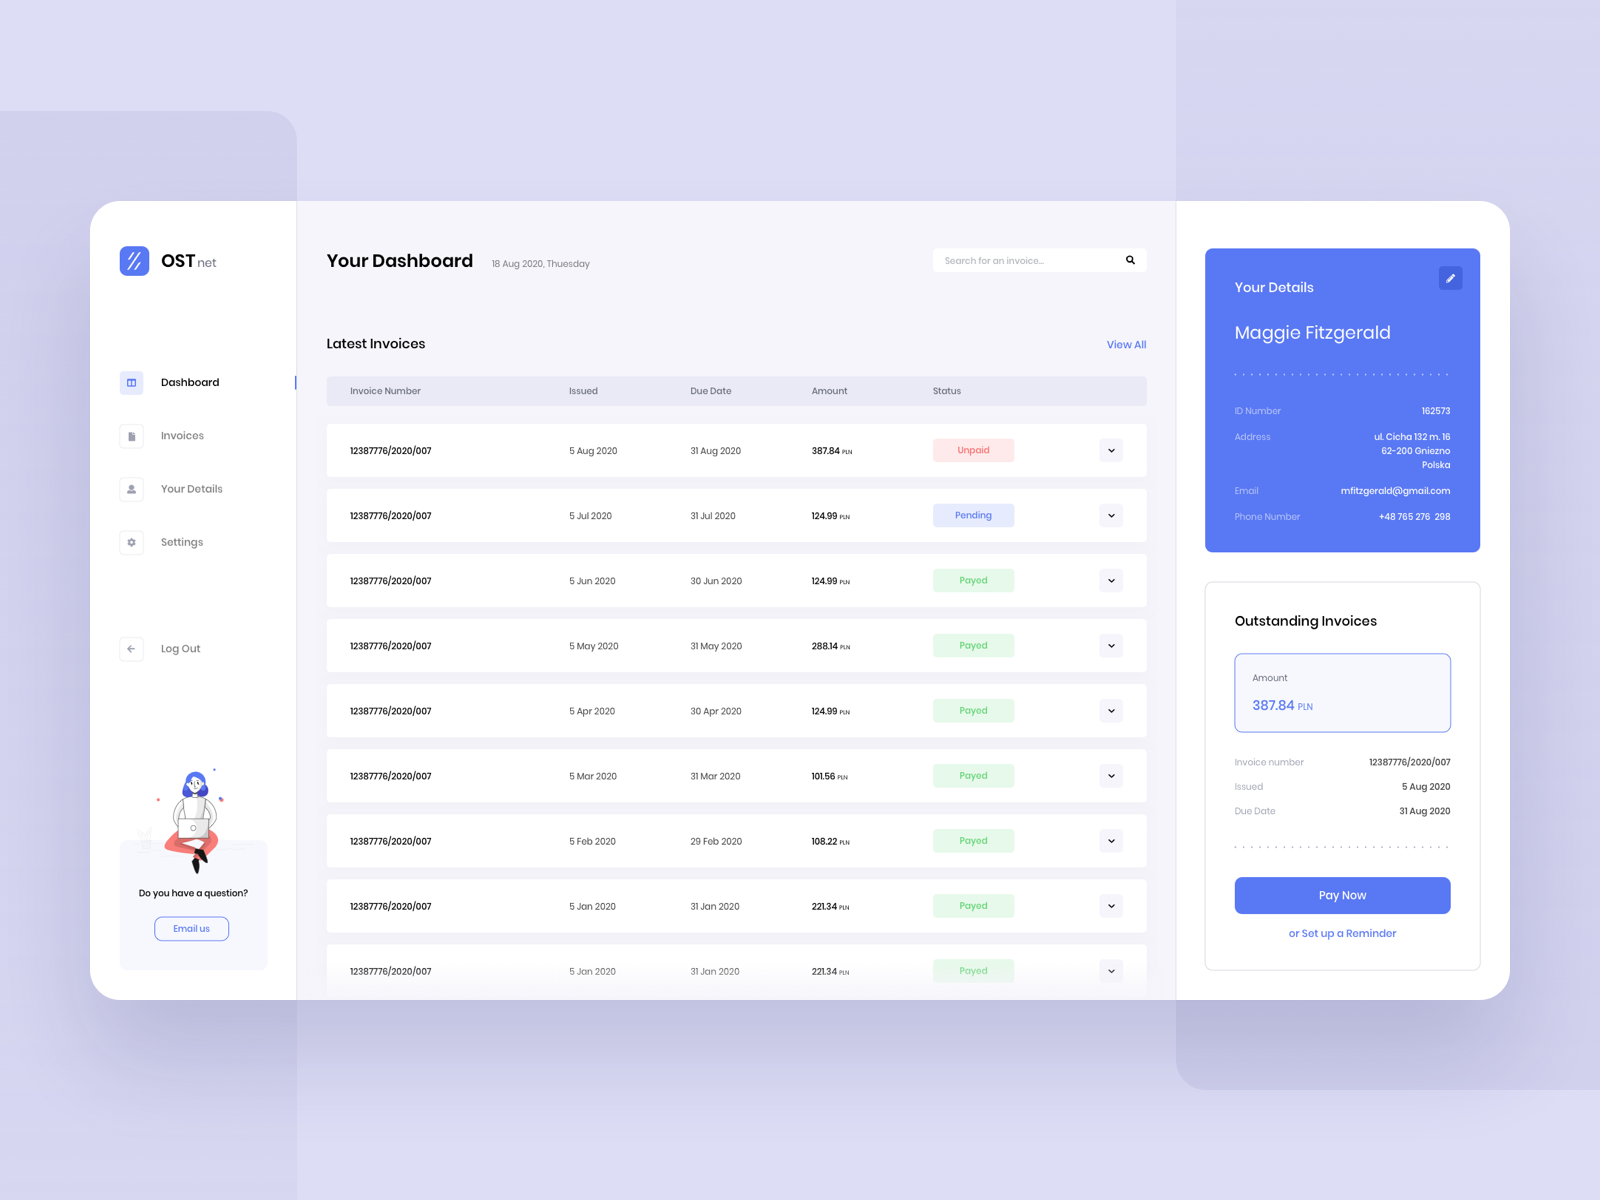 OST net
Dashboard
Invoices
Your Details
Settings
Log Out
Do you have a question?
Email us
Your Dashboard 18 Aug 2020, Thuesday
Search for an invoice...
Latest Invoices View All
Invoice Number Issued Due Date Amount Status
12387776/2020/007 5 Aug 2020 31 Aug 2020 387.84 PLN Unpaid
12387776/2020/007 5 Jul 2020 31 Jul 2020 124.99 PLN Pending
12387776/2020/007 5 Jun 2020 30 Jun 2020 124.99 PLN Payed
12387776/2020/007 5 May 2020 31 May 2020 288.14 PLN Payed
12387776/2020/007 5 Apr 2020 30 Apr 2020 124.99 PLN Payed
12387776/2020/007 5 Mar 2020 31 Mar 2020 101.56 PLN Payed
12387776/2020/007 5 Feb 2020 29 Feb 2020 108.22 PLN Payed
12387776/2020/007 5 Jan 2020 31 Jan 2020 221.34 PLN Payed
12387776/2020/007 5 Jan 2020 31 Jan 2020 221.34 PLN Payed
Your Details
Maggie Fitzgerald
ID Number 162573
Address ul. Cicha 132 m. 16
62-200 Gniezno
Polska
Email mfitzgerald@gmail.com
Phone Number +48 765 276 298
Outstanding Invoices
Amount
387.84 PLN
Invoice number 12387776/2020/007
Issued 5 Aug 2020
Due Date 31 Aug 2020
Pay Now
or Set up a Reminder